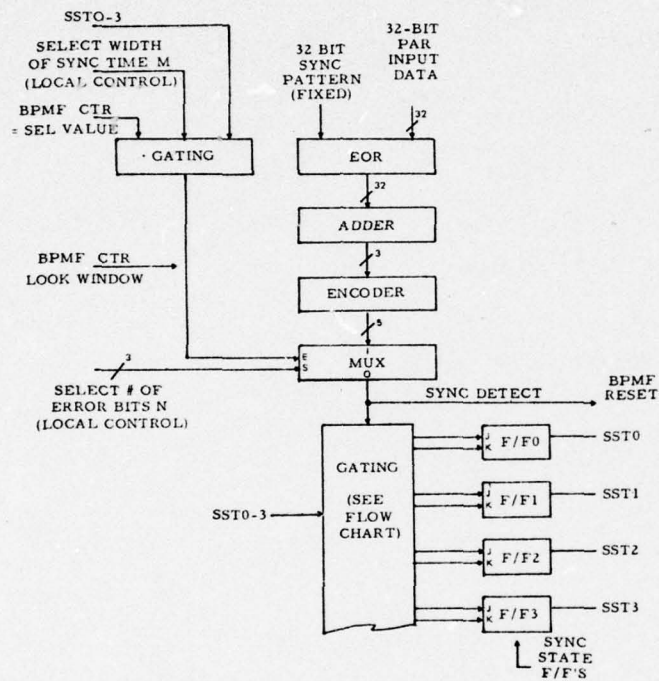 SST0-3
SELECT WIDTH
OF SYNC TIME M
(LOCAL CONTROL)
BPMF CTR
= SEL VALUE
GATING
32 BIT
SYNC
PATTERN
(FIXED)
32-BIT
PAR
INPUT
DATA
32
EOR
32
ADDER
3
ENCODER
5
BPMF CTR
LOOK WINDOW
3
SELECT # OF
ERROR BITS N
(LOCAL CONTROL)
E
S
I
MUX
O
SYNC DETECT
BPMF
RESET
GATING
(SEE
FLOW
CHART)
SST0-3
J
K
F/F0
SST0
J
K
F/F1
SST1
J
K
F/F2
SST2
J
K
F/F3
SST3
SYNC
STATE
F/F'S